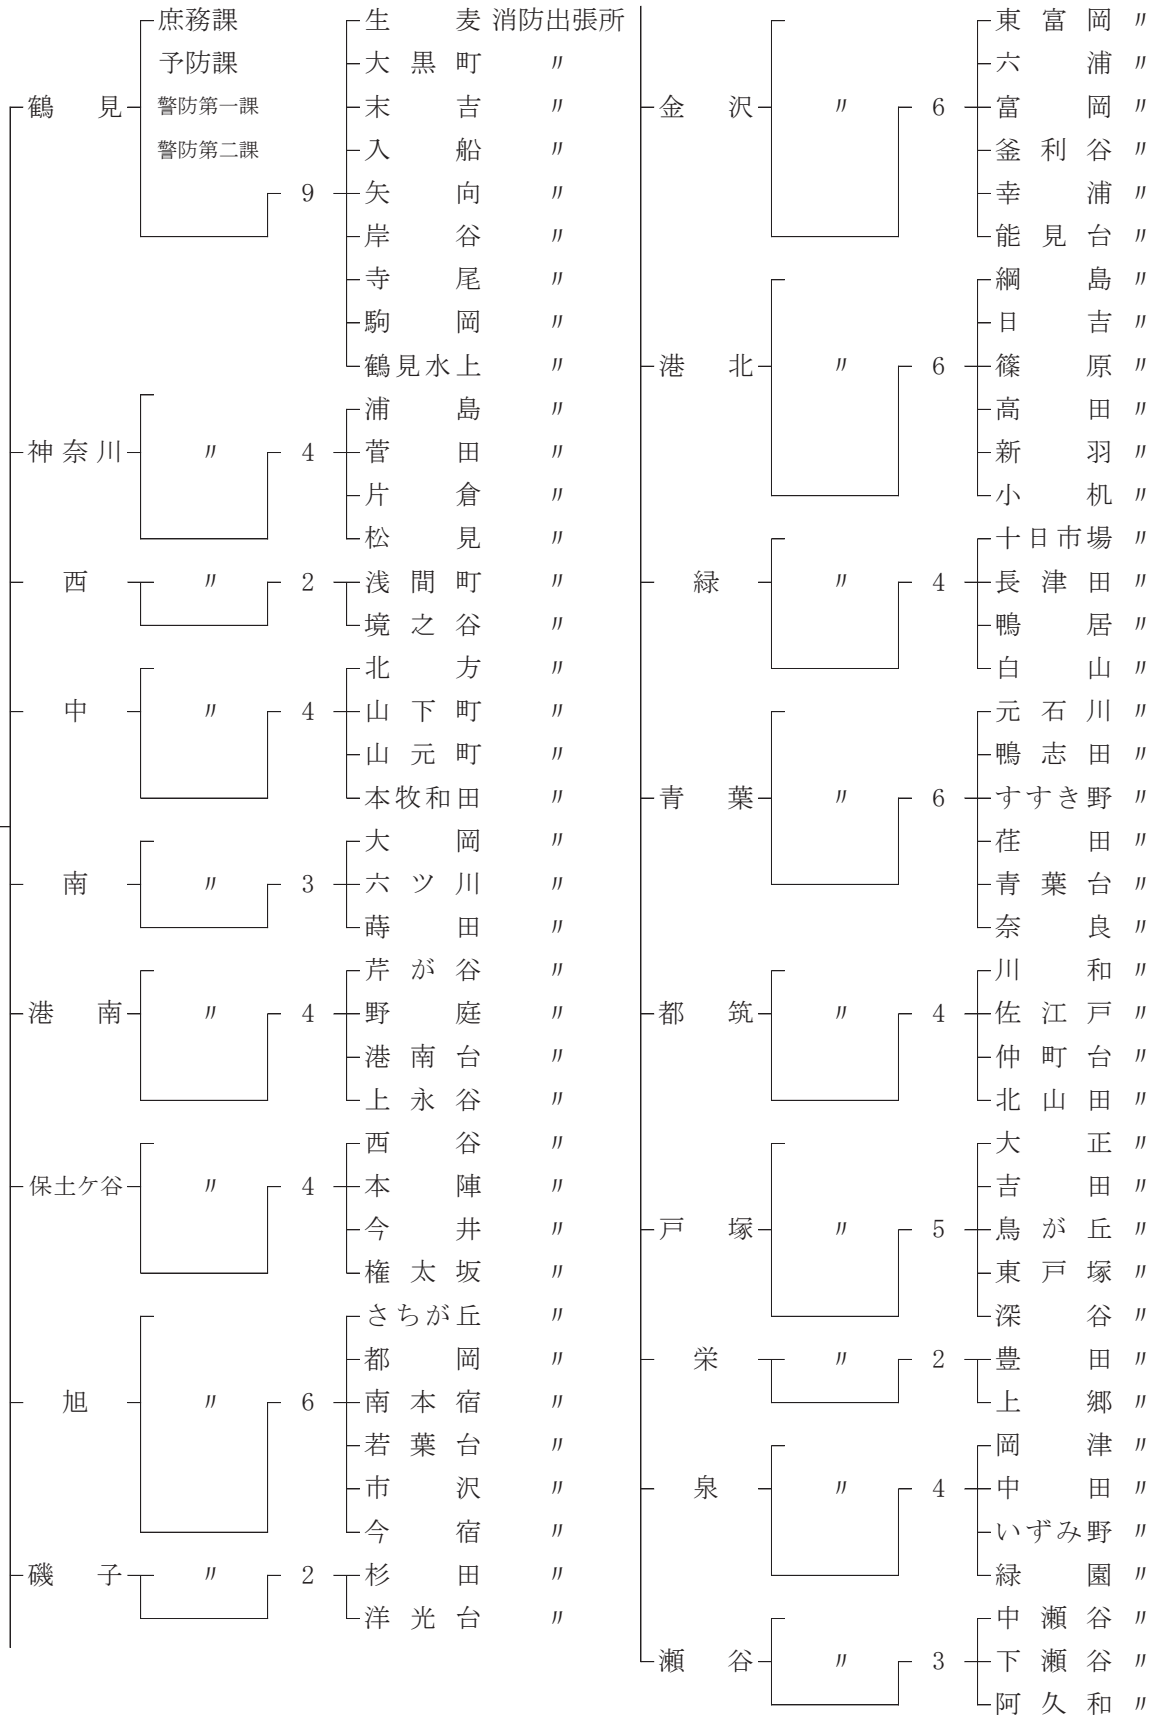 庶務課 生麦消防出張所
予防課 大黒町 〃
鶴見 警防第一課 末吉 〃
警防第二課 入船 〃
9 矢向 〃
岸谷 〃
寺尾 〃
駒岡 〃
鶴見水上 〃
浦島 〃
神奈川 〃 4 菅田 〃
片倉 〃
松見 〃
西 〃 2 浅間町 〃
境之谷 〃
北方 〃
中 〃 4 山下町 〃
山元町 〃
本牧和田 〃
大岡 〃
南 〃 3 六ツ川 〃
蒔田 〃
芹が谷 〃
港南 〃 4 野庭 〃
港南台 〃
上永谷 〃
西谷 〃
保土ケ谷 〃 4 本陣 〃
今井 〃
権太坂 〃
さちが丘 〃
都岡 〃
旭 〃 6 南本宿 〃
若葉台 〃
市沢 〃
今宿 〃
磯子 〃 2 杉田 〃
洋光台 〃
東富岡 〃
六浦 〃
金沢 〃 6 富岡 〃
釜利谷 〃
幸浦 〃
能見台 〃
綱島 〃
日吉 〃
港北 〃 6 篠原 〃
高田 〃
新羽 〃
小机 〃
十日市場 〃
緑 〃 4 長津田 〃
鴨居 〃
白山 〃
元石川 〃
鴨志田 〃
青葉 〃 6 すすき野 〃
荏田 〃
青葉台 〃
奈良 〃
川和 〃
都筑 〃 4 佐江戸 〃
仲町台 〃
北山田 〃
大正 〃
吉田 〃
戸塚 〃 5 鳥が丘 〃
東戸塚 〃
深谷 〃
栄 〃 2 豊田 〃
上郷 〃
岡津 〃
泉 〃 4 中田 〃
いずみ野 〃
緑園 〃
中瀬谷 〃
瀬谷 〃 3 下瀬谷 〃
阿久和 〃